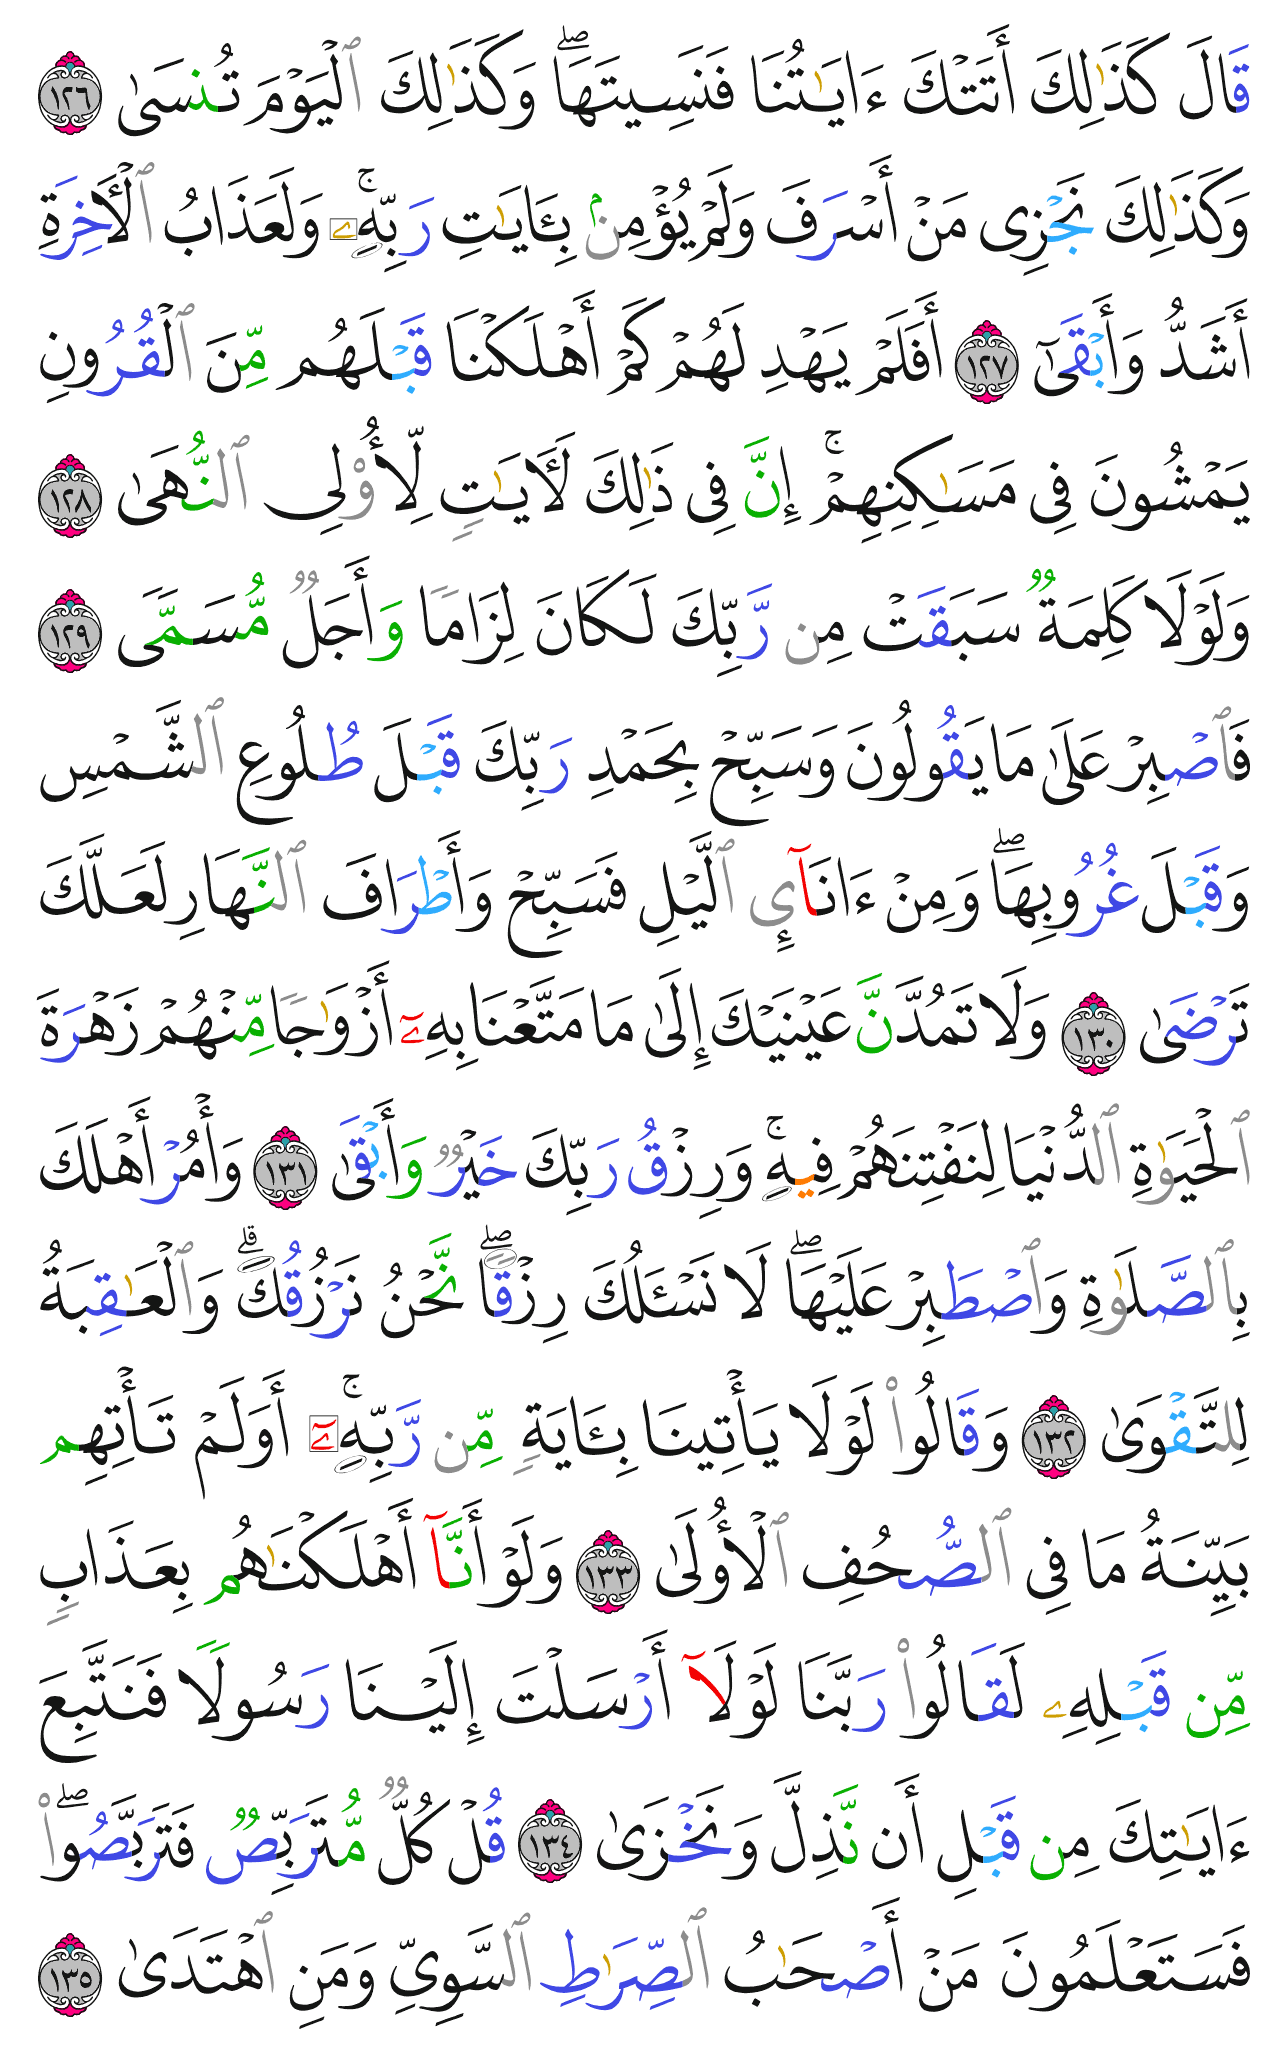 قَالَ كَذَٰلِكَ أَتَتۡكَ ءَايَٰتُنَا فَنَسِيتَهَاۖ وَكَذَٰلِكَ ٱلۡيَوۡمَ تُنسَىٰ ١٢٦
وَكَذَٰلِكَ نَجۡزِى مَنۡ أَسۡرَفَ وَلَمۡ يُؤۡمِنۢ بِـَٔايَٰتِ رَبِّهِۦۚ وَلَعَذَابُ ٱلۡأَخِرَةِ
أَشَدُّ وَأَبۡقَىٰٓ ١٢٧ أَفَلَمۡ يَهۡدِ لَهُمۡ كَمۡ أَهۡلَكۡنَا قَبۡلَهُم مِّنَ ٱلۡقُرُونِ
يَمۡشُونَ فِى مَسَٰكِنِهِمۡۚ إِنَّ فِى ذَٰلِكَ لَأَيَٰتٖ لِّأُوْلِى ٱلنُّهَىٰ ١٢٨
وَلَوۡلَا كَلِمَةٞ سَبَقَتۡ مِن رَّبِّكَ لَكَانَ لِزَامٗا وَأَجَلٞ مُّسَمّٗى ١٢٩
فَٱصۡبِرۡ عَلَىٰ مَا يَقُولُونَ وَسَبِّحۡ بِحَمۡدِ رَبِّكَ قَبۡلَ طُلُوعِ ٱلشَّمۡسِ
وَقَبۡلَ غُرُوبِهَاۖ وَمِنۡ ءَانَآيِٕ ٱلَّيۡلِ فَسَبِّحۡ وَأَطۡرَافَ ٱلنَّهَارِ لَعَلَّكَ
تَرۡضَىٰ ١٣٠ وَلَا تَمُدَّنَّ عَيۡنَيۡكَ إِلَىٰ مَا مَتَّعۡنَا بِهِۦٓ أَزۡوَٰجٗا مِّنۡهُمۡ زَهۡرَةَ
ٱلۡحَيَوٰةِ ٱلدُّنۡيَا لِنَفۡتِنَهُمۡ فِيهِۚ وَرِزۡقُ رَبِّكَ خَيۡرٞ وَأَبۡقَىٰ ١٣١ وَأۡمُرۡ أَهۡلَكَ
بِٱلصَّلَوٰةِ وَٱصۡطَبِرۡ عَلَيۡهَاۖ لَا نَسۡـَٔلُكَ رِزۡقٗاۖ نَّحۡنُ نَرۡزُقُكَۗ وَٱلۡعَٰقِبَةُ
لِلتَّقۡوَىٰ ١٣٢ وَقَالُواْ لَوۡلَا يَأۡتِينَا بِـَٔايَةٖ مِّن رَّبِّهِۦٓۚ أَوَلَمۡ تَأۡتِهِم
بَيِّنَةُ مَا فِى ٱلصُّحُفِ ٱلۡأُولَىٰ ١٣٣ وَلَوۡ أَنَّآ أَهۡلَكۡنَٰهُم بِعَذَابٖ
مِّن قَبۡلِهِۦ لَقَالُواْ رَبَّنَا لَوۡلَآ أَرۡسَلۡتَ إِلَيۡنَا رَسُولٗا فَنَتَّبِعَ
ءَايَٰتِكَ مِن قَبۡلِ أَن نَّذِلَّ وَنَخۡزَىٰ ١٣٤ قُلۡ كُلّٞ مُّتَرَبِّصٞ فَتَرَبَّصُواْۖ
فَسَتَعۡلَمُونَ مَنۡ أَصۡحَٰبُ ٱلصِّرَٰطِ ٱلسَّوِىِّ وَمَنِ ٱهۡتَدَىٰ ١٣٥